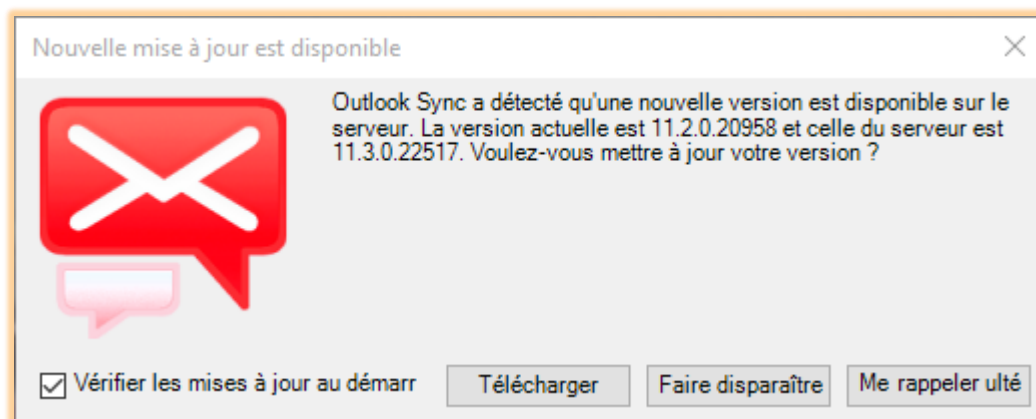 Nouvelle mise à jour est disponible
Outlook Sync a détecté qu'une nouvelle version est disponible sur le
serveur. La version actuelle est 11.2.0.20958 et celle du serveur est
11.3.0.22517. Voulez-vous mettre à jour votre version ?
Vérifier les mises à jour au démarr
Télécharger
Faire disparaître
Me rappeler ulté